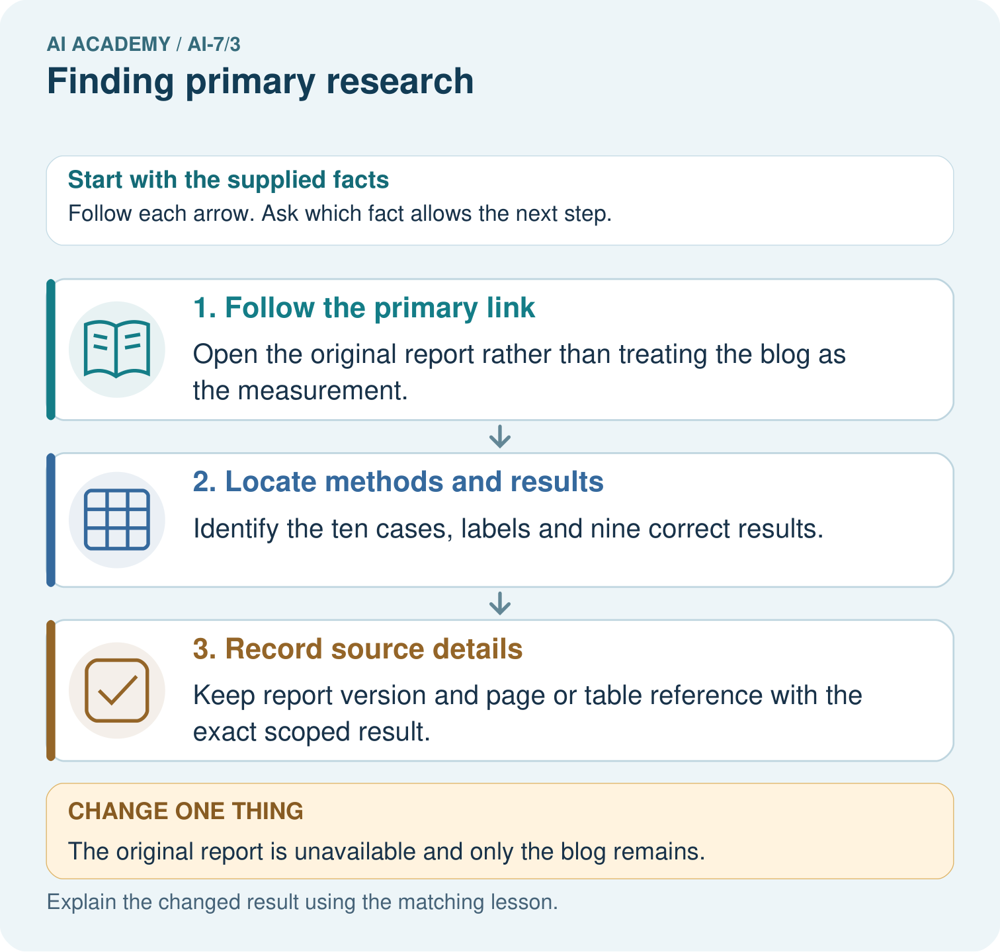 AI ACADEMY / AI-7/3
Finding primary research
Start with the supplied facts
Follow each arrow. Ask which fact allows the next step.
1. Follow the primary link
Open the original report rather than treating the blog as
the measurement.
2. Locate methods and results
Identify the ten cases, labels and nine correct results.
3. Record source details
Keep report version and page or table reference with the
exact scoped result.
CHANGE ONE THING
The original report is unavailable and only the blog remains.
Explain the changed result using the matching lesson.